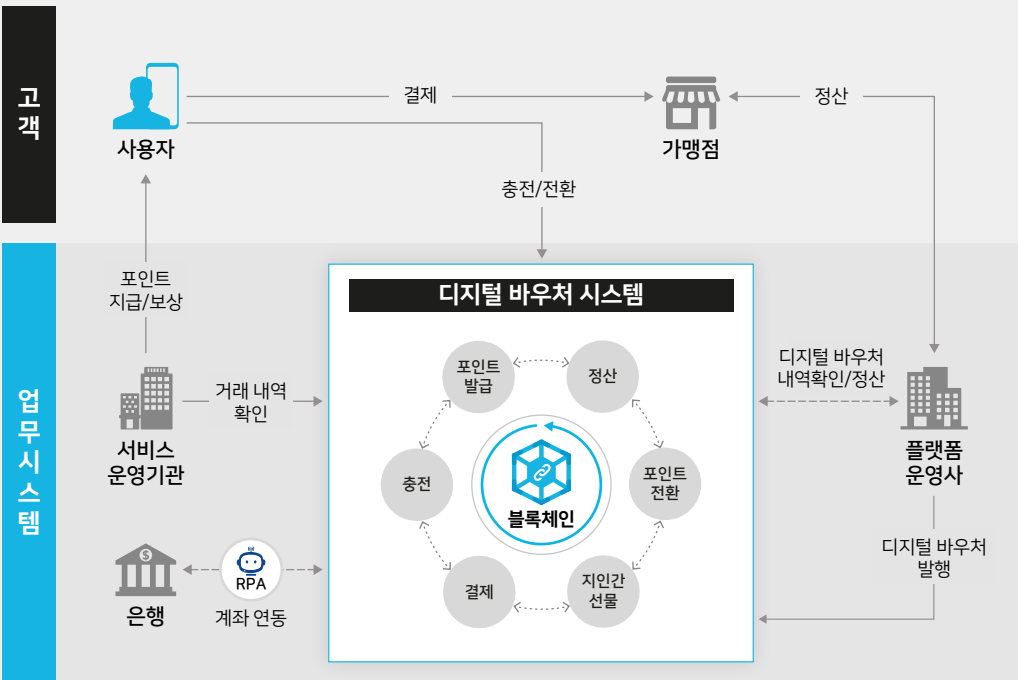 고객
사용자
결제
가맹점
정산
충전/전환
업무시스템
포인트
지급/보상
서비스
운영기관
거래 내역
확인
은행
RPA
계좌 연동
디지털 바우처 시스템
포인트
발급
정산
충전
포인트
전환
블록체인
결제
지인간
선물
디지털 바우처
내역확인/정산
플랫폼
운영사
디지털 바우처
발행